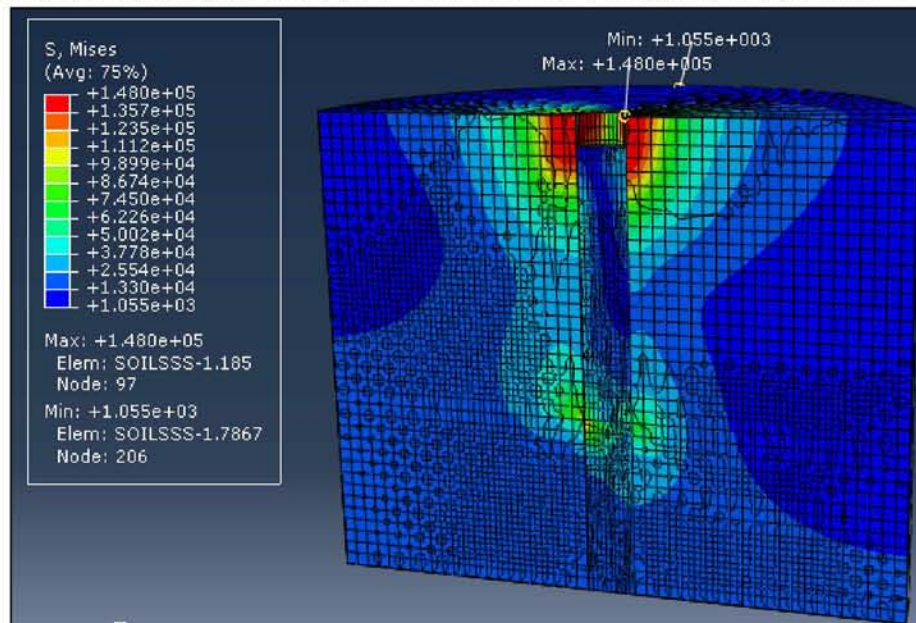 S, Mises
(Avg: 75%)
+1.480e+05
+1.357e+05
+1.235e+05
+1.112e+05
+9.899e+04
+8.674e+04
+7.450e+04
+6.226e+04
+5.002e+04
+3.778e+04
+2.554e+04
+1.330e+04
+1.055e+03
Max: +1.480e+05
Elem: SOILSSS-1.185
Node: 97
Min: +1.055e+03
Elem: SOILSSS-1.7867
Node: 206
Min: +1.055e+003
Max: +1.480e+005